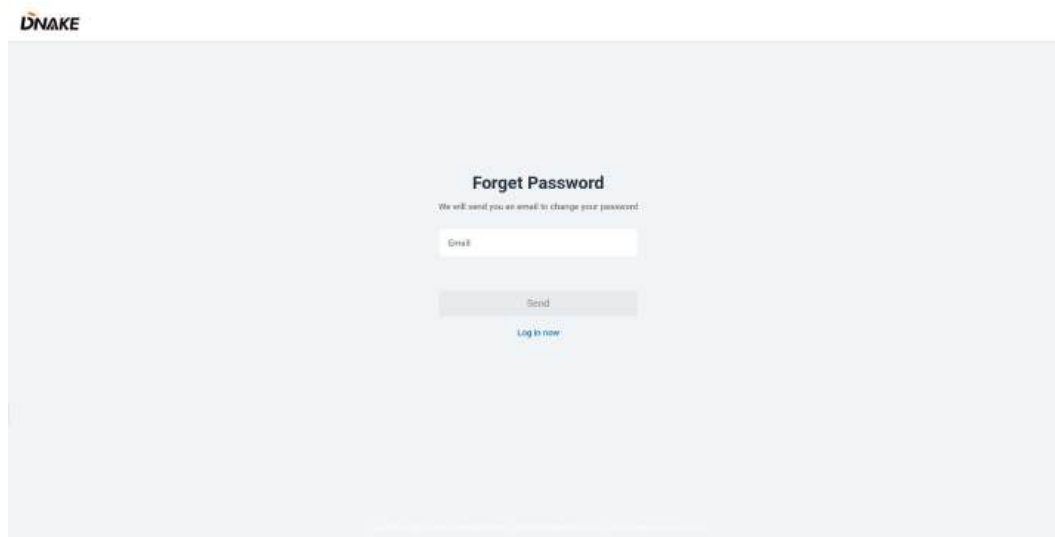 DNAKE
Forget Password
We will send you an email to change your password
Email
Send
Log in now